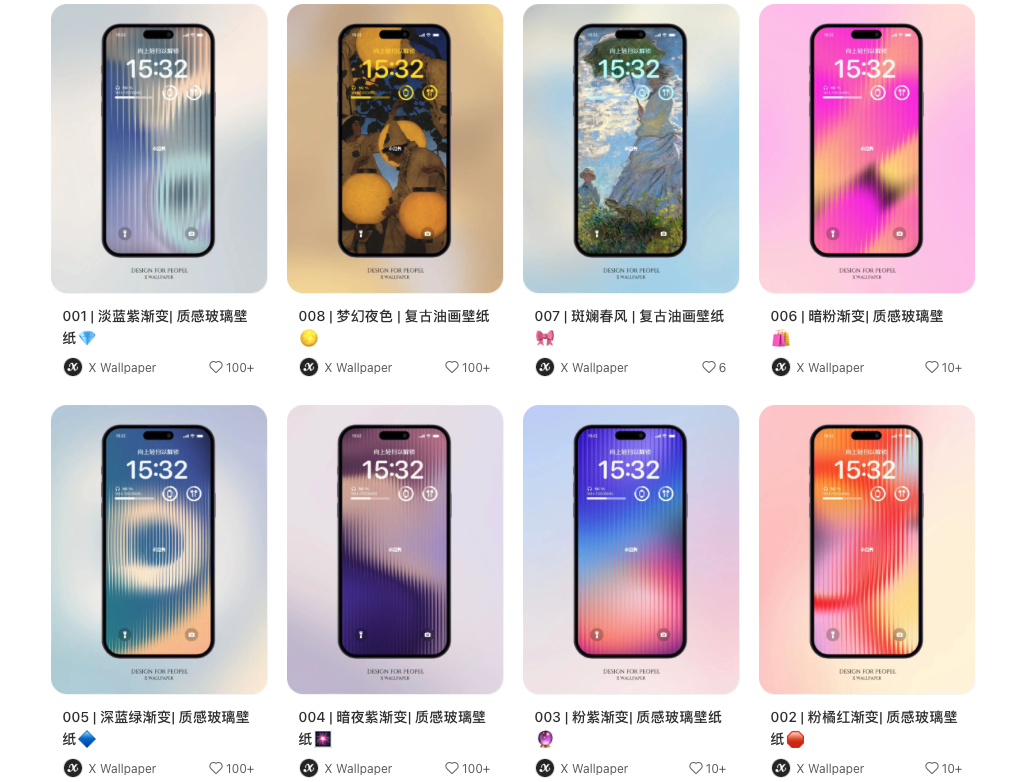 向上轻扫以解锁
15:32
DESIGN FOR PEOPEL
X WALLPAPER
001 | 淡蓝紫渐变| 质感玻璃壁
纸
X Wallpaper
100+
向上轻扫以解锁
15:32
DESIGN FOR PEOPEL
X WALLPAPER
008 | 梦幻夜色 | 复古油画壁纸
X Wallpaper
100+
向上轻扫以解锁
15:32
DESIGN FOR PEOPEL
X WALLPAPER
007 | 斑斓春风 | 复古油画壁纸
X Wallpaper
6
向上轻扫以解锁
15:32
DESIGN FOR PEOPEL
X WALLPAPER
006 | 暗粉渐变| 质感玻璃壁
X Wallpaper
10+
向上轻扫以解锁
15:32
DESIGN FOR PEOPEL
X WALLPAPER
005 | 深蓝绿渐变| 质感玻璃壁
纸
X Wallpaper
100+
向上轻扫以解锁
15:32
DESIGN FOR PEOPEL
X WALLPAPER
004 | 暗夜紫渐变| 质感玻璃壁
纸
X Wallpaper
100+
向上轻扫以解锁
15:32
DESIGN FOR PEOPEL
X WALLPAPER
003 | 粉紫渐变| 质感玻璃壁纸
X Wallpaper
10+
向上轻扫以解锁
15:32
DESIGN FOR PEOPEL
X WALLPAPER
002 | 粉橘红渐变| 质感玻璃壁
纸
X Wallpaper
10+